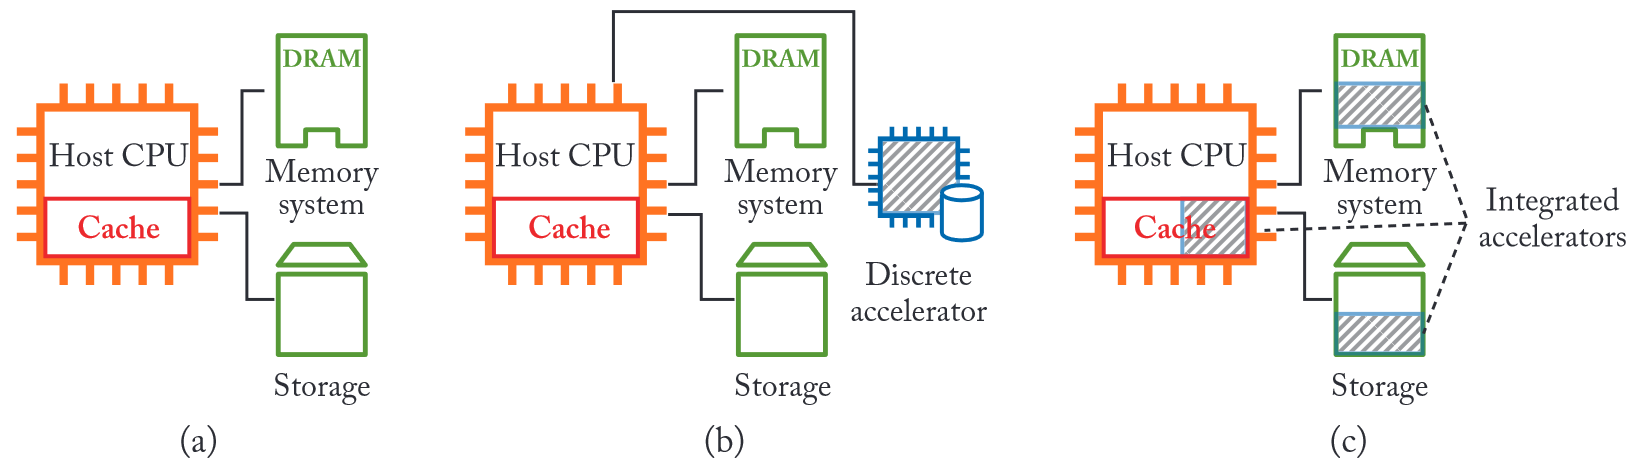 DRAM
Host CPU
Memory
system
Cache
Storage
(a)
DRAM
Host CPU
Memory
system
Cache
Discrete
accelerator
Storage
(b)
DRAM
Host CPU
Memory
system
Cache
Integrated
accelerators
Storage
(c)